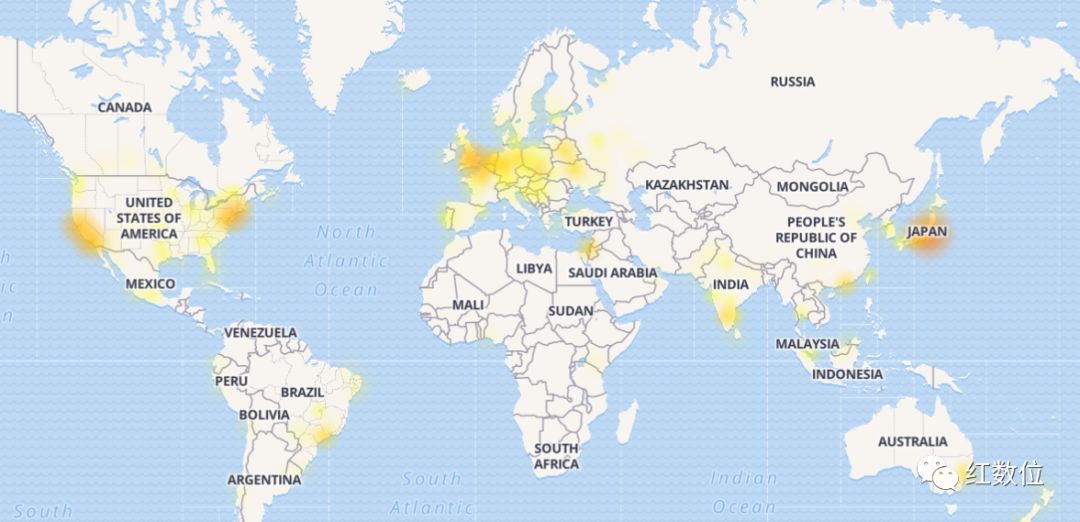 RUSSIA
CANADA
KAZAKHSTAN
MONGOLIA
UNITED
STATES OF
AMERICA
North
Atlantic
Ocean
TURKEY
PEOPLE'S
REPUBLIC OF
CHINA
JAPAN
h
ic
n
LIBYA
SAUDI ARABIA
MEXICO
INDIA
MALI
SUDAN
VENEZUELA
MALAYSIA
INDONESIA
PERU
BRAZIL
BOLIVIA
SOUTH
AFRICA
AUSTRALIA
ARGENTINA
South
Atlantic
Indian
Ocean
South
红数位